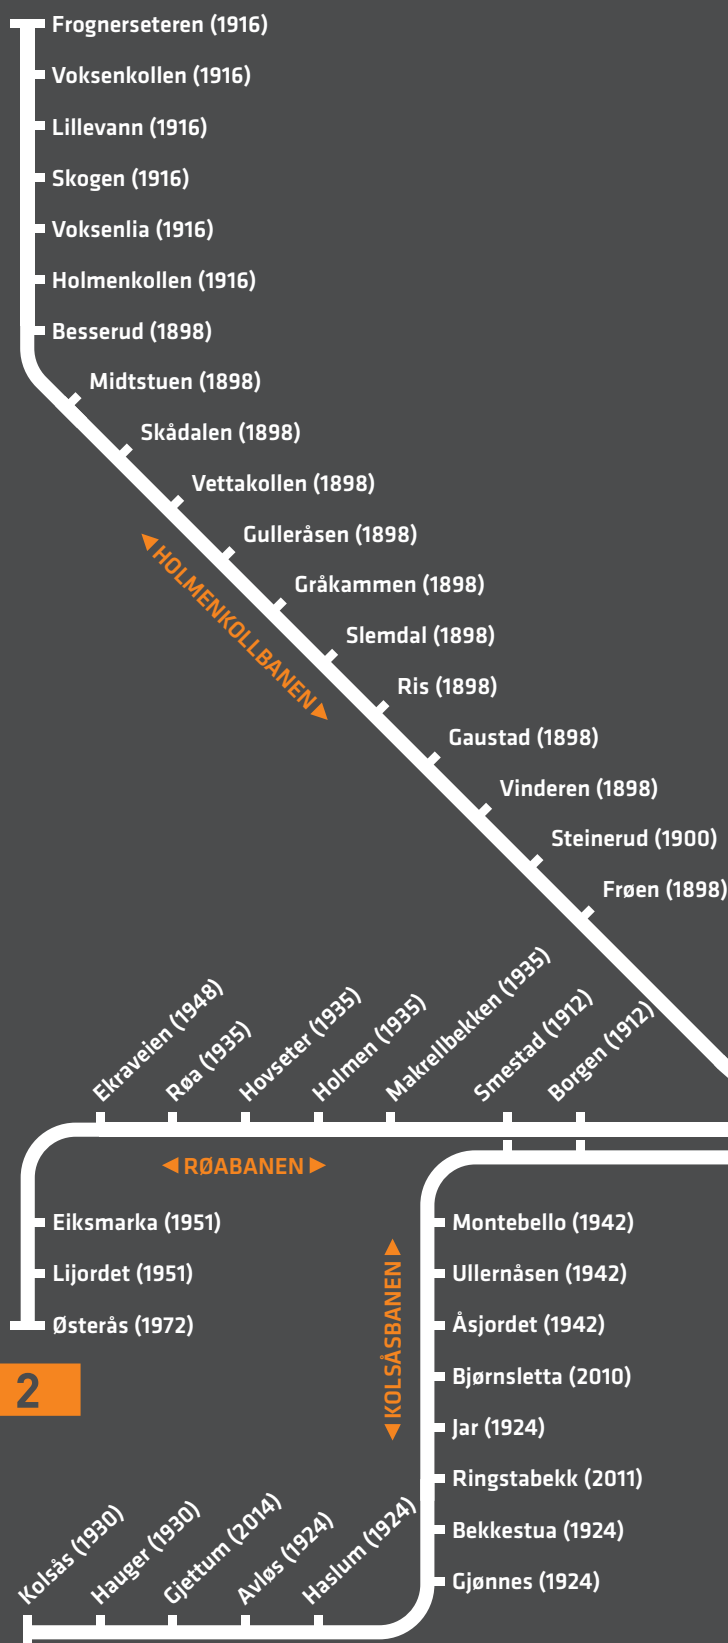 Frognerseteren (1916)
Voksenkollen (1916)
Lillevann (1916)
Skogen (1916)
Voksenlia (1916)
Holmenkollen (1916)
Besserud (1898)
Midtstuen (1898)
Skådalen (1898)
Vettakollen (1898)
Gulleråsen (1898)
Gråkammen (1898)
Slemdal (1898)
Ris (1898)
Gaustad (1898)
Vinderen (1898)
Steinerud (1900)
Frøen (1898)
HOLMENKOLLBANEN
Ekraveien (1948)
Røa (1935)
Hovseter (1935)
Holmen (1935)
Makrellbekken (1935)
Smestad (1912)
Borgen (1912)
RØABANEN
Eiksmarka (1951)
Lijordet (1951)
Østerås (1972)
2
KOLSÅSBANEN
Montebello (1942)
Ullernåsen (1942)
Åsjordet (1942)
Bjørnsletta (2010)
Jar (1924)
Ringstabekk (2011)
Bekkestua (1924)
Gjønnes (1924)
Kolsås (1930)
Hauger (1930)
Gjettum (2014)
Avløs (1924)
Haslum (1924)